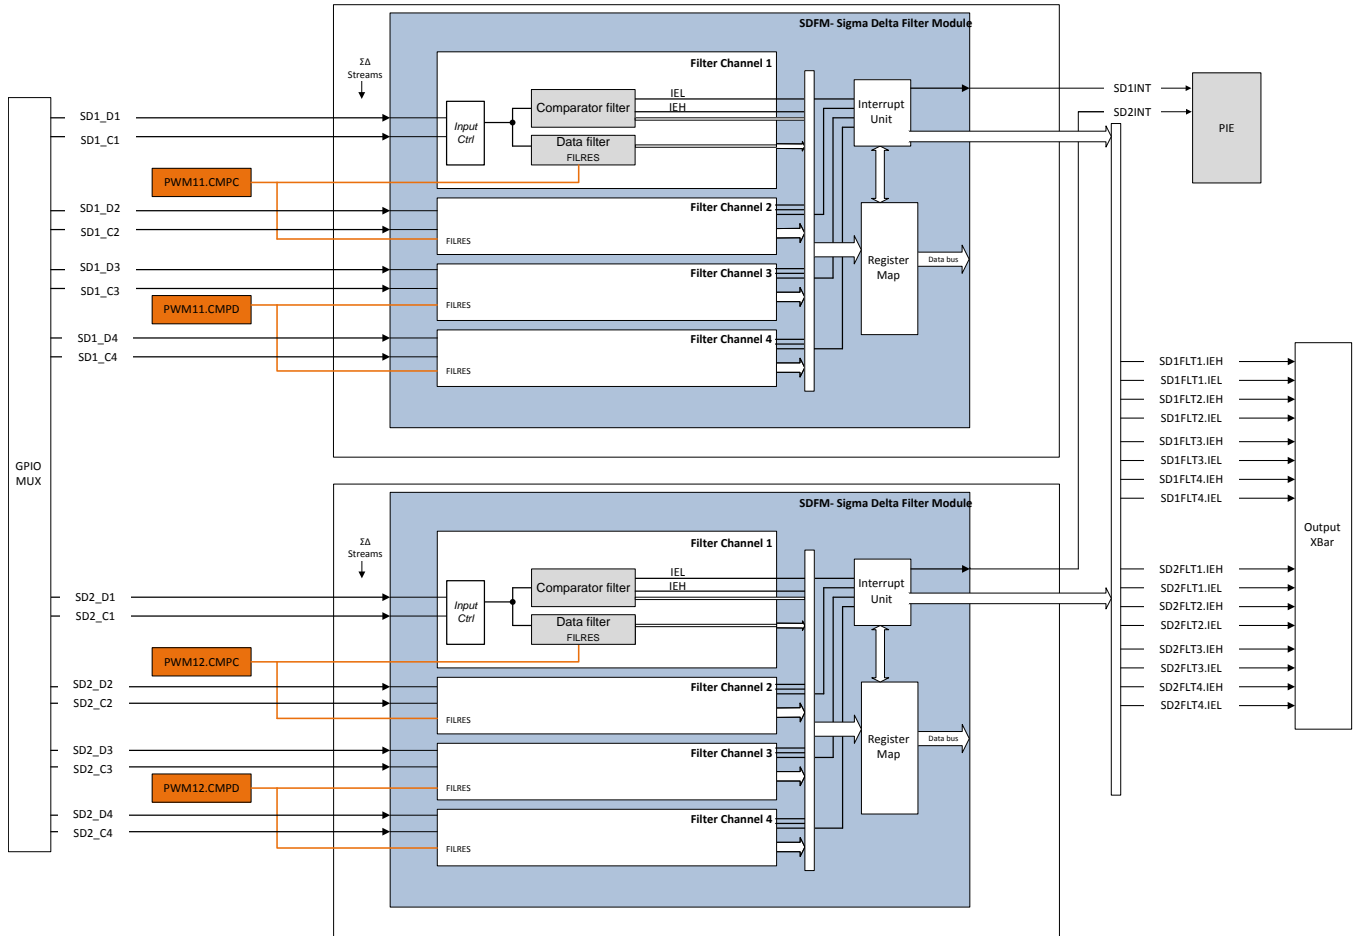 SDFM- Sigma Delta Filter Module
ΣΔ
Streams
Filter Channel 1
SD1_D1
SD1_C1
Input
Ctrl
Comparator filter
IEL
IEH
Data filter
FILRES
Interrupt
Unit
SD1INT
SD2INT
PIE
PWM11.CMPC
SD1_D2
SD1_C2
Filter Channel 2
FILRES
SD1_D3
SD1_C3
Filter Channel 3
FILRES
PWM11.CMPD
Register
Map
Data bus
SD1_D4
SD1_C4
Filter Channel 4
FILRES
GPIO
MUX
SD1FLT1.IEH
SD1FLT1.IEL
SD1FLT2.IEH
SD1FLT2.IEL
SD1FLT3.IEH
SD1FLT3.IEL
SD1FLT4.IEH
SD1FLT4.IEL
Output
XBar
SDFM- Sigma Delta Filter Module
ΣΔ
Streams
Filter Channel 1
SD2_D1
SD2_C1
Input
Ctrl
Comparator filter
IEL
IEH
Data filter
FILRES
Interrupt
Unit
SD2FLT1.IEH
SD2FLT1.IEL
SD2FLT2.IEH
SD2FLT2.IEL
SD2FLT3.IEH
SD2FLT3.IEL
SD2FLT4.IEH
SD2FLT4.IEL
PWM12.CMPC
SD2_D2
SD2_C2
Filter Channel 2
FILRES
SD2_D3
SD2_C3
Filter Channel 3
FILRES
PWM12.CMPD
Register
Map
Data bus
SD2_D4
SD2_C4
Filter Channel 4
FILRES